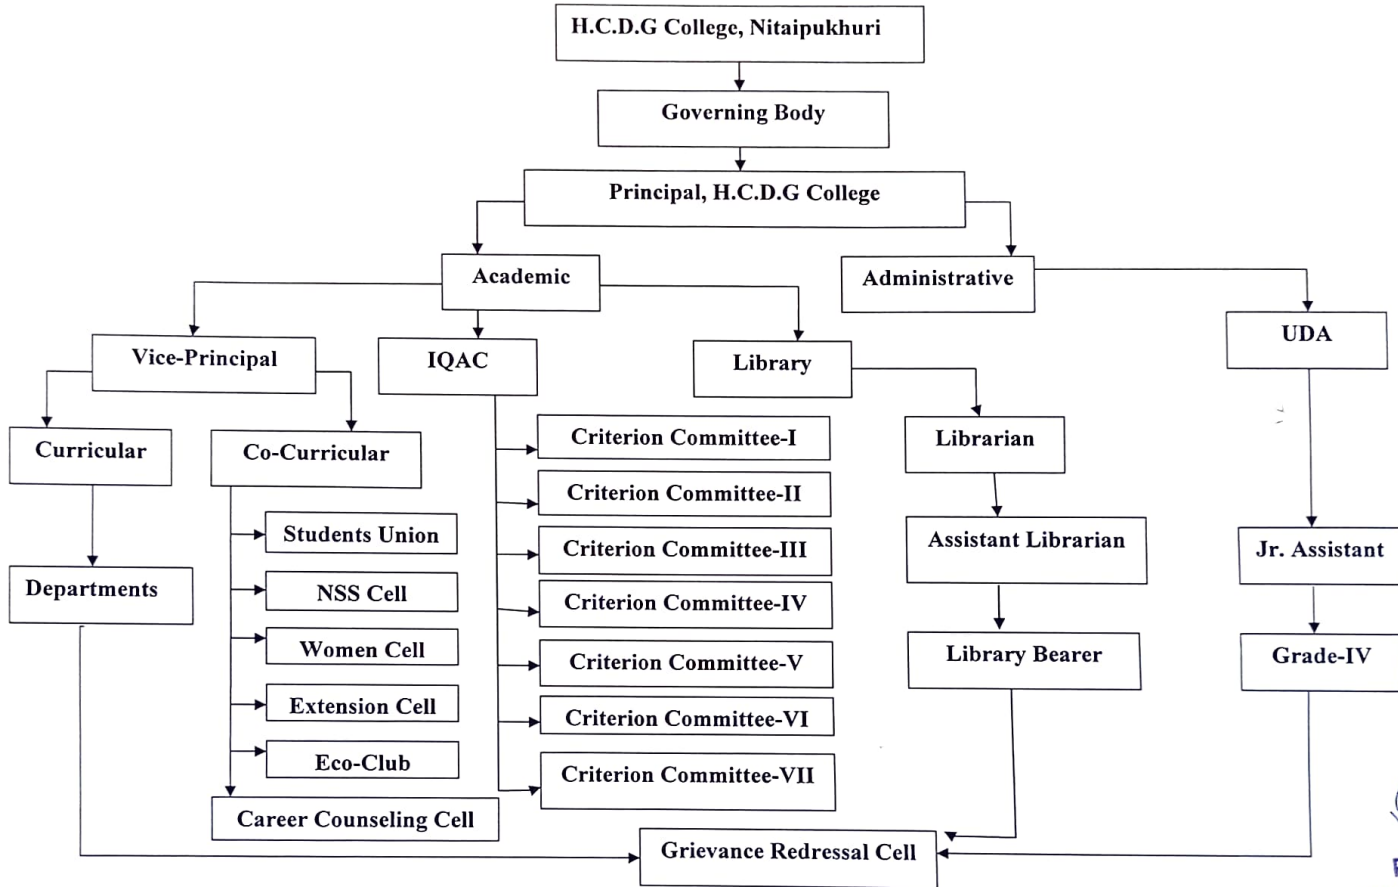 H.C.D.G College, Nitaipukhuri
Governing Body
Principal, H.C.D.G College
Academic
Administrative
Vice-Principal
IQAC
Library
UDA
Curricular
Co-Curricular
Criterion Committee-I
Librarian
Criterion Committee-II
Students Union
Criterion Committee-III
Assistant Librarian
Jr. Assistant
Departments
NSS Cell
Criterion Committee-IV
Women Cell
Criterion Committee-V
Library Bearer
Grade-IV
Extension Cell
Criterion Committee-VI
Eco-Club
Criterion Committee-VII
Career Counseling Cell
Grievance Redressal Cell